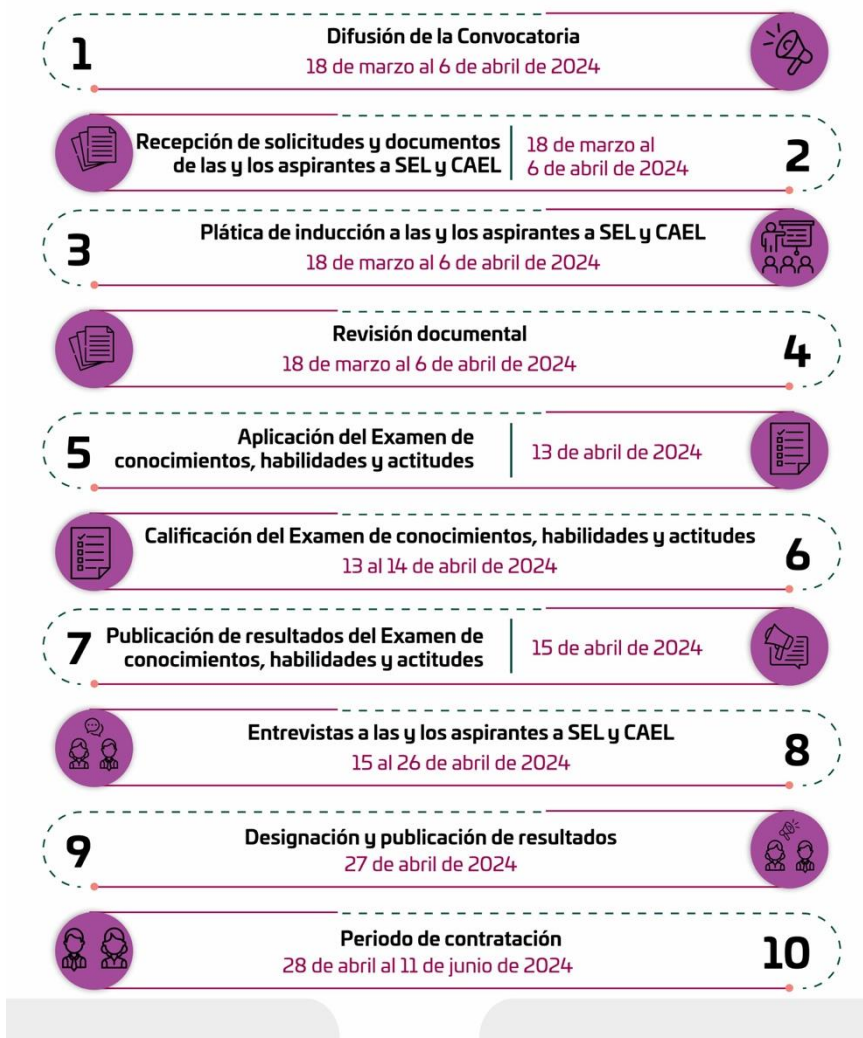 1
Difusión de la Convocatoria
18 de marzo al 6 de abril de 2024
Recepción de solicitudes y documentos
de las y los aspirantes a SEL y CAEL
18 de marzo al
6 de abril de 2024
2
3
Plática de inducción a las y los aspirantes a SEL y CAEL
18 de marzo al 6 de abril de 2024
Revisión documental
18 de marzo al 6 de abril de 2024
4
5
Aplicación del Examen de
conocimientos, habilidades y actitudes
13 de abril de 2024
Calificación del Examen de conocimientos, habilidades y actitudes
13 al 14 de abril de 2024
6
7
Publicación de resultados del Examen de
conocimientos, habilidades y actitudes
15 de abril de 2024
Entrevistas a las y los aspirantes a SEL y CAEL
15 al 26 de abril de 2024
8
9
Designación y publicación de resultados
27 de abril de 2024
Periodo de contratación
28 de abril al 11 de junio de 2024
10